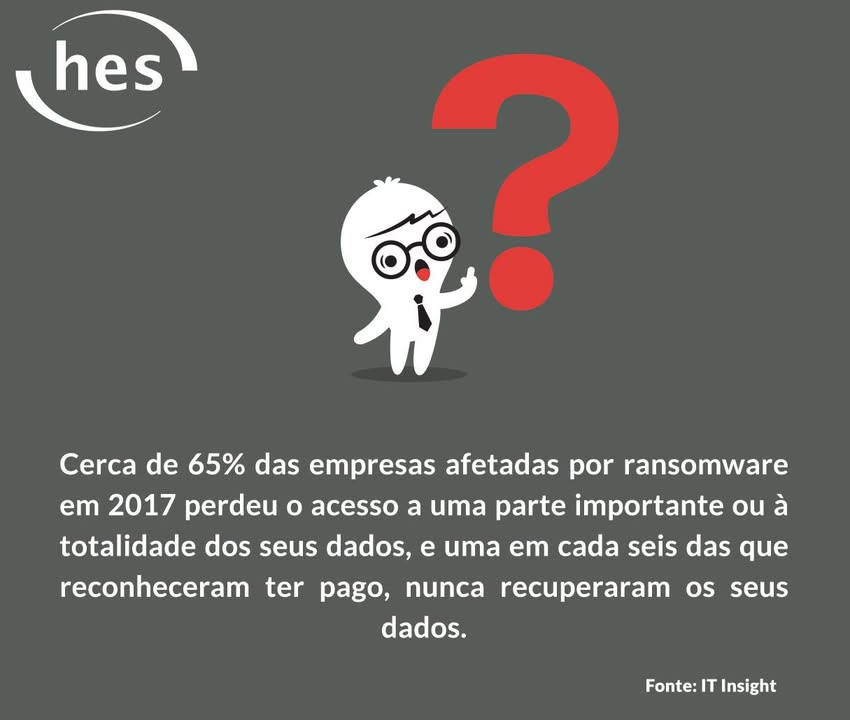 hes
Cerca de 65% das empresas afetadas por ransomware
em 2017 perdeu o acesso a uma parte importante ou à
totalidade dos seus dados, e uma em cada seis das que
reconheceram ter pago, nunca recuperaram os seus
dados.
Fonte: IT Insight